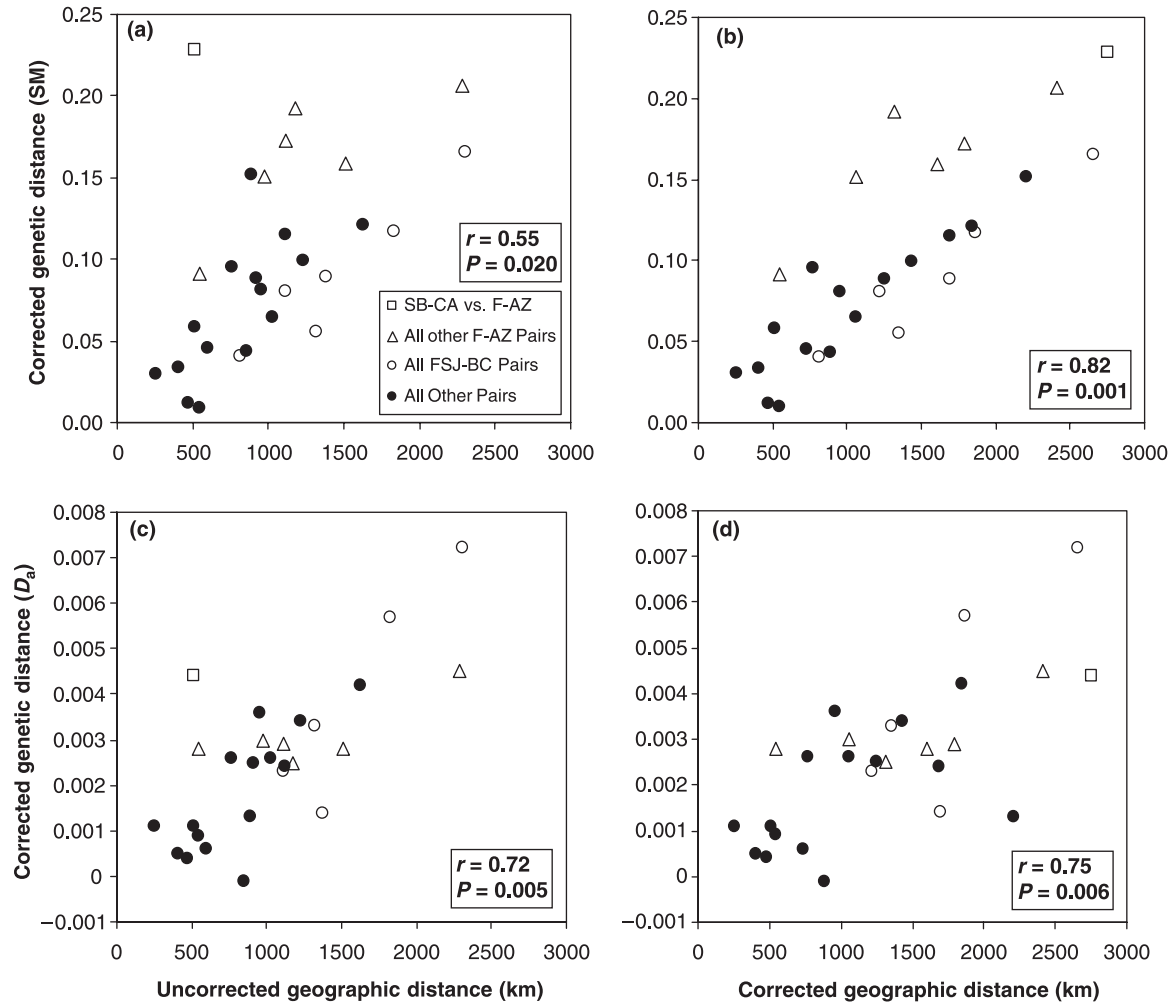 (a)
0.25
0.20
0.15
0.10
0.05
0.00
Corrected genetic distance (SM)
r = 0.55
P = 0.020
SB-CA vs. F-AZ
All other F-AZ Pairs
All FSJ-BC Pairs
All Other Pairs
0 500 1000 1500 2000 2500 3000
(b)
0.25
0.20
0.15
0.10
0.05
0.00
r = 0.82
P = 0.001
0 500 1000 1500 2000 2500 3000
(c)
0.008
0.007
0.006
0.005
0.004
0.003
0.002
0.001
0
−0.001
Corrected genetic distance (Da)
r = 0.72
P = 0.005
0 500 1000 1500 2000 2500 3000
Uncorrected geographic distance (km)
(d)
0.008
0.007
0.006
0.005
0.004
0.003
0.002
0.001
0
−0.001
r = 0.75
P = 0.006
0 500 1000 1500 2000 2500 3000
Corrected geographic distance (km)